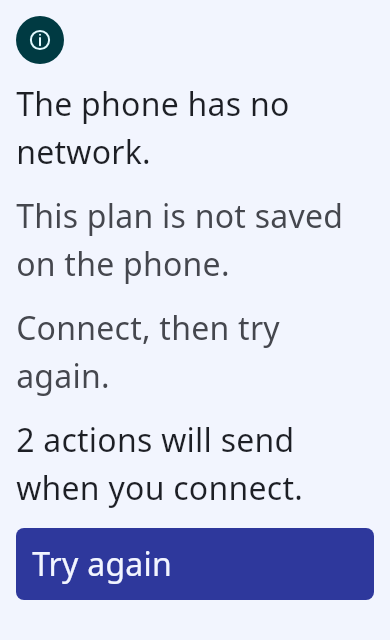 The phone has no
network.
This plan is not saved
on the phone.
Connect, then try
again.
2 actions will send
when you connect.
Try again